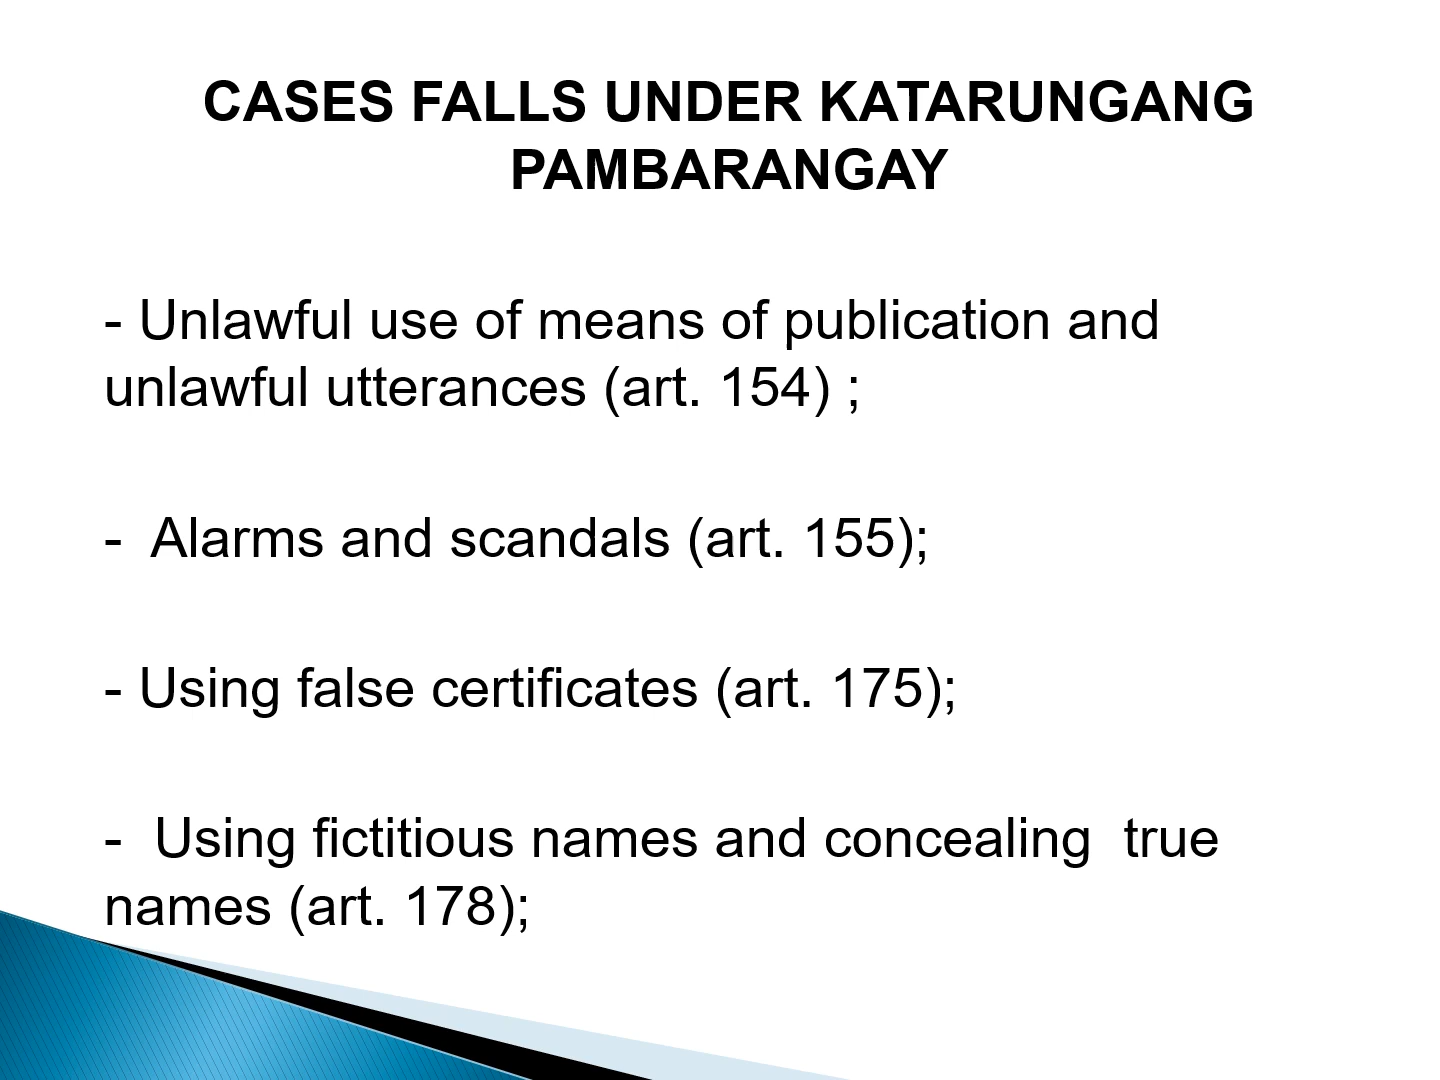 CASES FALLS UNDER KATARUNGANG
PAMBARANGAY
- Unlawful use of means of publication and
unlawful utterances (art. 154) ;
-  Alarms and scandals (art. 155);
- Using false certificates (art. 175);
-  Using fictitious names and concealing  true
names (art. 178);